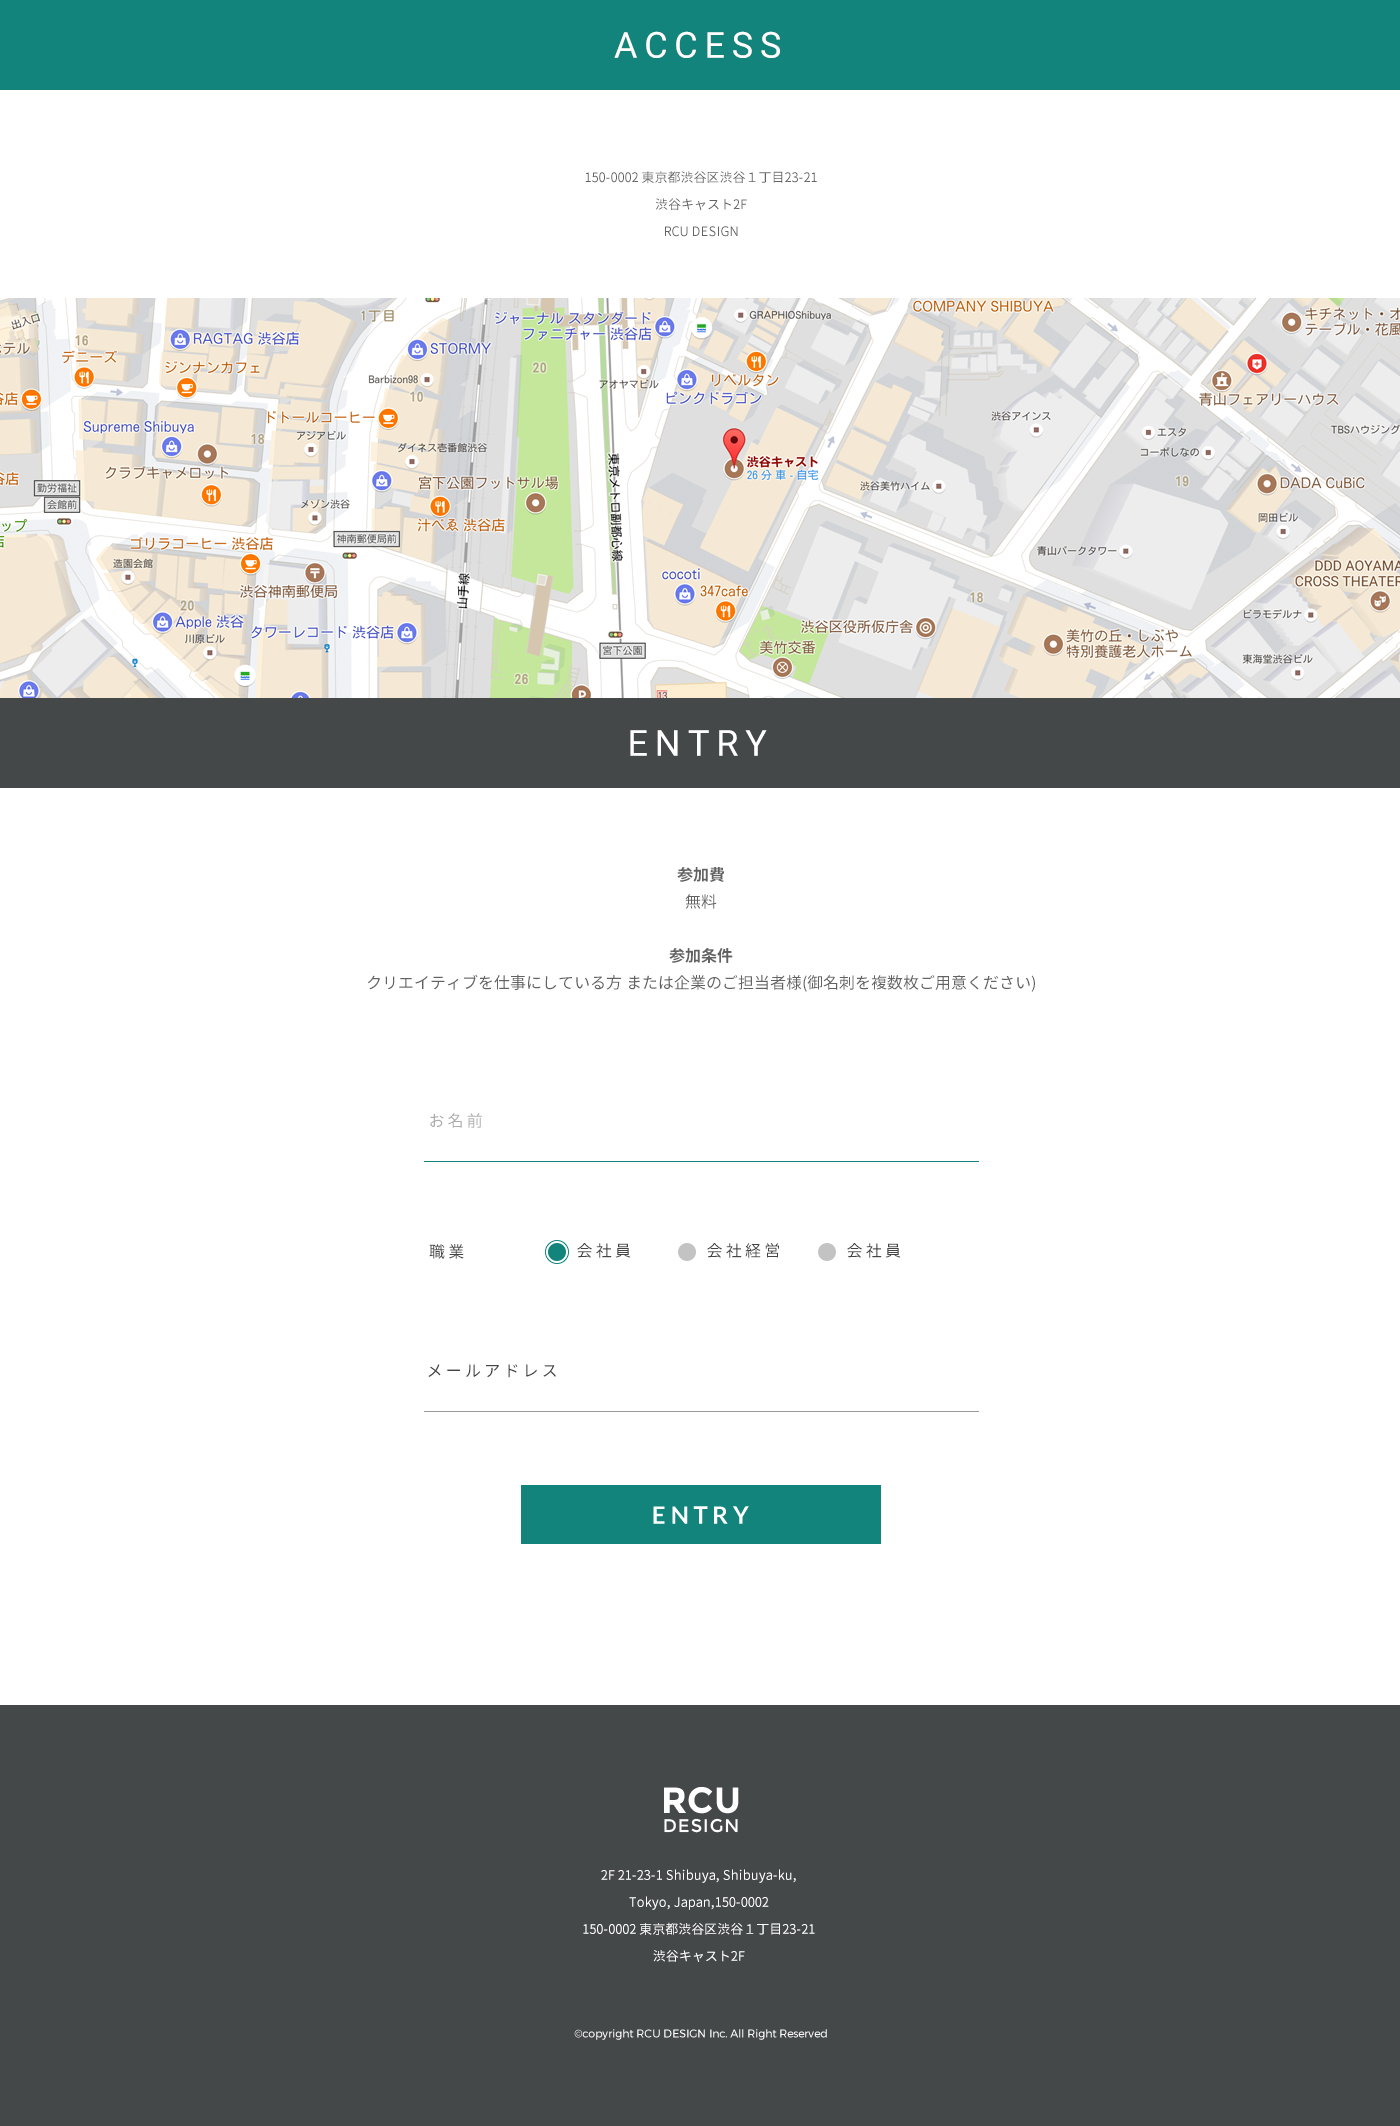 ACCESS
150-0002 東京都渋谷区渋谷１丁目23-21
渋谷キャスト2F
RCU DESIGN
出入口
ホテル
16
デニーズ
RAGTAG 渋谷店
ジンナンカフェ
谷店
Supreme Shibuya
18
クラブキャメロット
谷店
勤労福祉
会館前
ップ
店
ゴリラコーヒー 渋谷店
造園会館
渋谷神南郵便局
20
Apple 渋谷
川原ビル
タワーレコード 渋谷店
1丁目
STORMY
Barbizon98
10
ドトールコーヒー
アジアビル
ダイネス壱番館渋谷
宮下公園フットサル場
メゾン渋谷
汁べゑ 渋谷店
神南郵便局前
山手線
20
26
P
東京メトロ副都心線
宮下公園
13
ジャーナル スタンダード
ファニチャー 渋谷店
アオヤマビル
GRAPHIOShibuya
リベルタン
ピンクドラゴン
渋谷キャスト
26 分 車 - 自宅
cocoti
347cafe
美竹交番
渋谷区役所仮庁舎
COMPANY SHIBUYA
渋谷アインス
渋谷美竹ハイム
青山パークタワー
18
美竹の丘・しぶや
特別養護老人ホーム
キチネット・オ
テーブル・花風
青山フェアリーハウス
エスタ
コーポしなの
TBSハウジング
19
DADA CuBiC
岡田ビル
DDD AOYAMA
CROSS THEATER
ビラモデルナ
東海堂渋谷ビル
ENTRY
参加費
無料
参加条件
クリエイティブを仕事にしている方 または企業のご担当者様(御名刺を複数枚ご用意ください)
お名前
職業 会社員 会社経営 会社員
メールアドレス
ENTRY
RCU
DESIGN
2F 21-23-1 Shibuya, Shibuya-ku,
Tokyo, Japan,150-0002
150-0002 東京都渋谷区渋谷１丁目23-21
渋谷キャスト2F
©copyright RCU DESIGN Inc. All Right Reserved